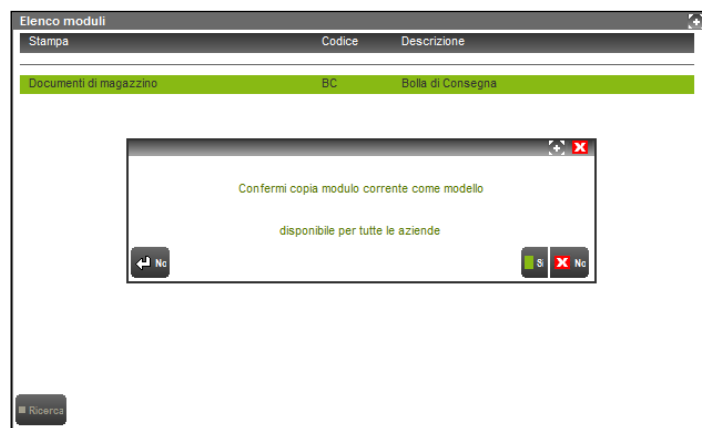 Elenco moduli
Stampa Codice Descrizione
Documenti di magazzino BC Bolla di Consegna
Confermi copia modulo corrente come modello
disponibile per tutte le aziende
No Si No
Ricerca